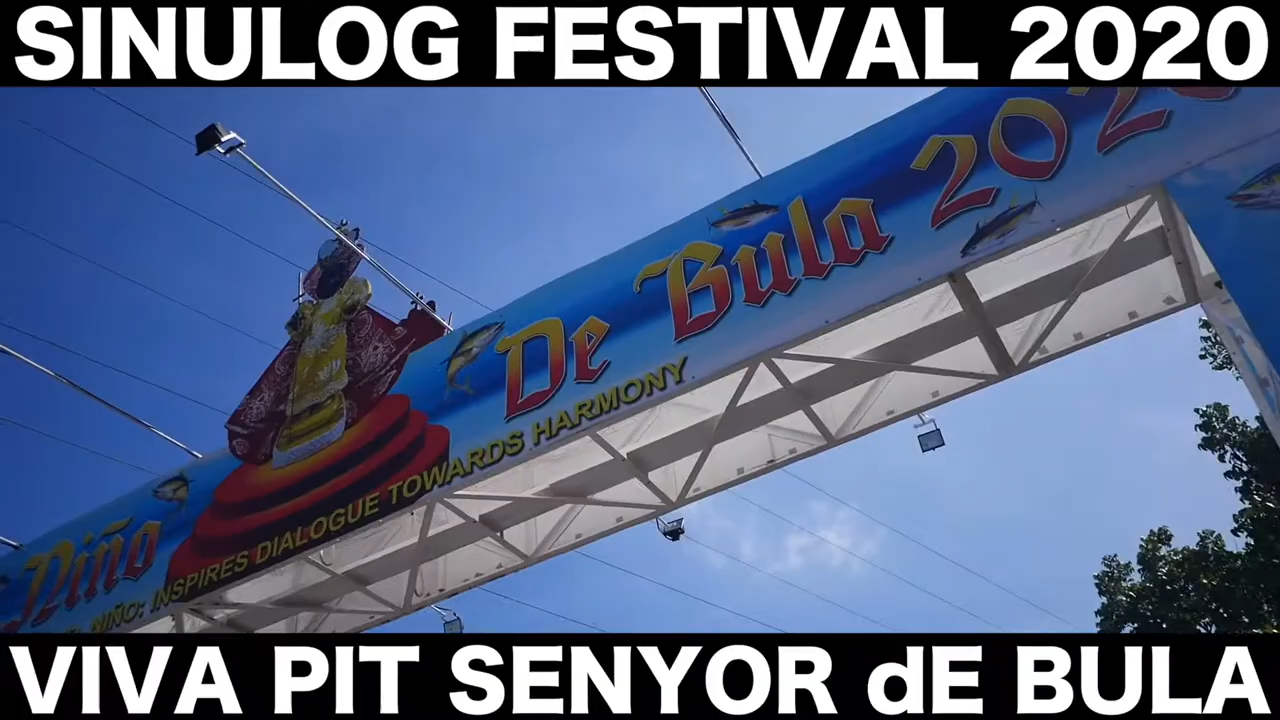 SINULOG FESTIVAL 2020
Niño De Bula 2020
NIÑO: INSPIRES DIALOGUE TOWARDS HARMONY
VIVA PIT SENYOR dE BULA